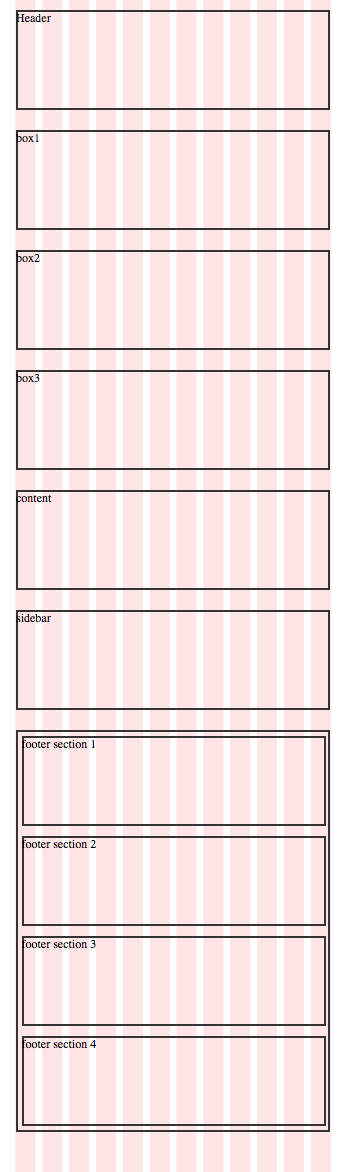 Header
box1
box2
box3
content
sidebar
footer section 1
footer section 2
footer section 3
footer section 4